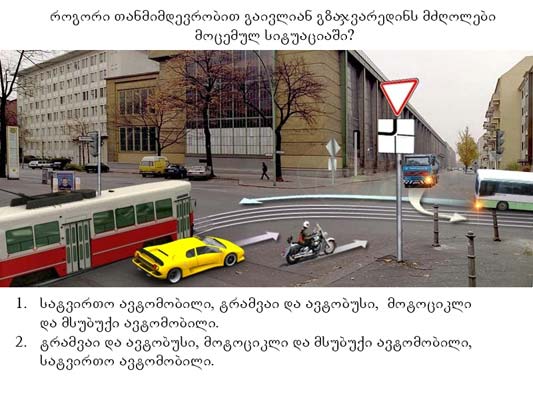 როგორი თანმიმდევრობით გაივლიან გზაჯვარედინს მძღოლები
მოცემულ სიტუაციაში?
1. სატვირთო ავტომობილი, ტრამვაი და ავტობუსი, მოტოციკლი
და მსუბუქი ავტომობილი.
2. ტრამვაი და ავტობუსი, მოტოციკლი და მსუბუქი ავტომობილი,
სატვირთო ავტომობილი.